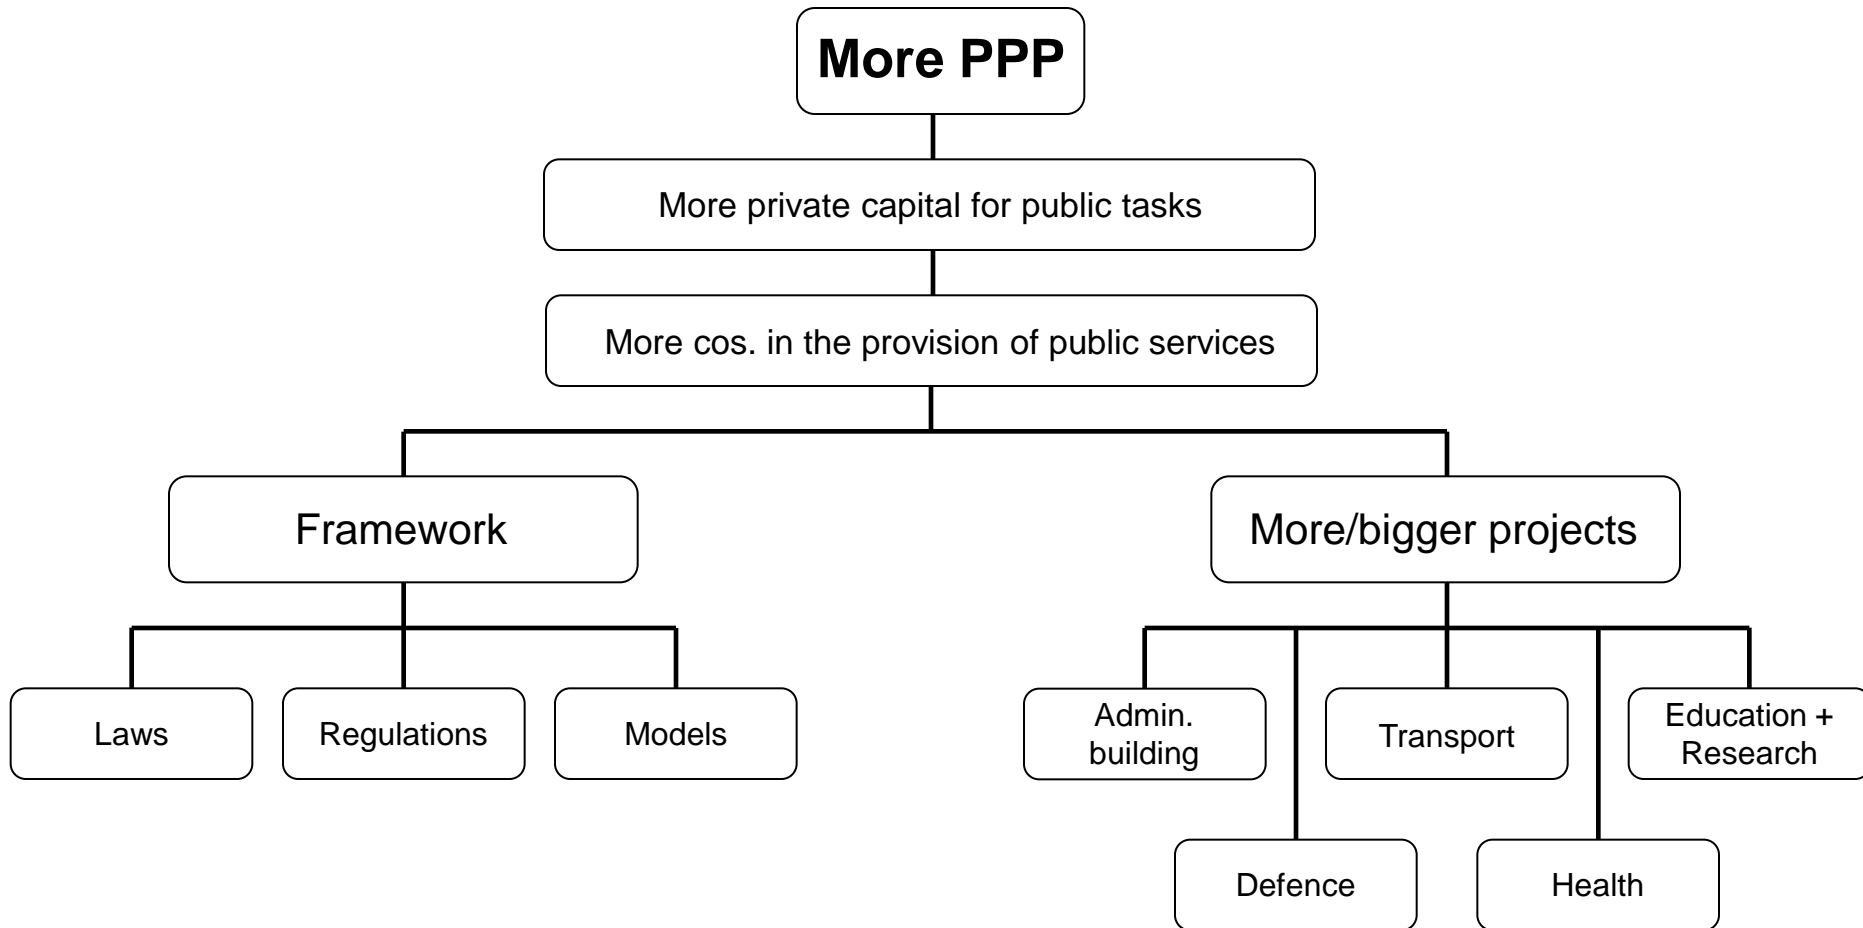 More PPP
More private capital for public tasks
More cos. in the provision of public services
Framework
More/bigger projects
Laws
Regulations
Models
Admin.
building
Transport
Education +
Research
Defence
Health